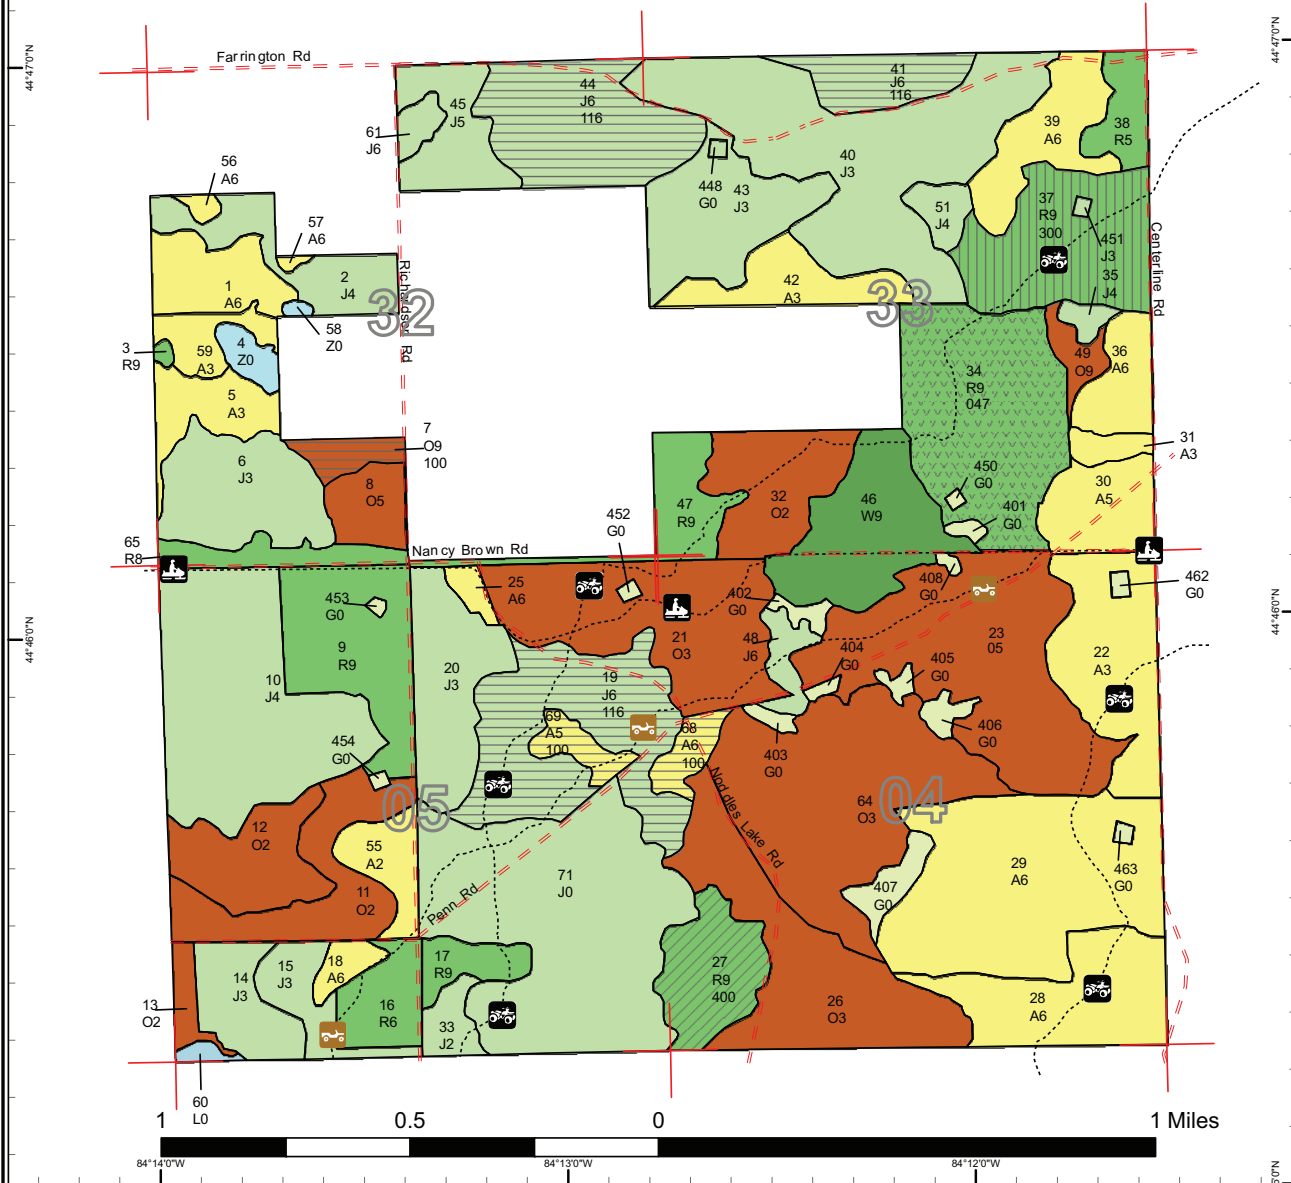 44°47'0"N
44°47'0"N
Farrington Rd
41
J6
116
44
J6
116
45
J5
61
J6
39
A6
38
R5
40
J3
56
A6
448
G0
43
J3
51
J4
37
R9
300
57
A6
451
J3
Centerline Rd
1
A6
2
J4
Richardson Rd
42
A3
35
J4
32
33
58
Z0
3
R9
59
A3
4
Z0
49
O9
36
A6
34
R9
047
5
A3
7
O9
100
31
A3
6
J3
8
O5
450
G0
30
A5
32
O2
46
W9
47
R9
452
G0
401
G0
65
R8
Nancy Brown Rd
25
A6
408
G0
462
G0
453
G0
402
G0
21
O3
23
05
9
R9
48
J6
404
G0
405
G0
22
A3
20
J3
10
J4
19
J6
116
69
A5
100
68
A6
100
406
G0
454
G0
403
G0
Noddles Lake Rd
05
04
64
O3
12
O2
55
A2
29
A6
463
G0
71
J0
407
G0
11
O2
Penn Rd
17
R9
18
A6
15
J3
14
J3
27
R9
400
13
O2
16
R6
33
J2
26
O3
28
A6
60
L0
44°46'0"N
44°46'0"N
1 0.5 0 1 Miles
84°14'0"W 84°13'0"W 84°12'0"W